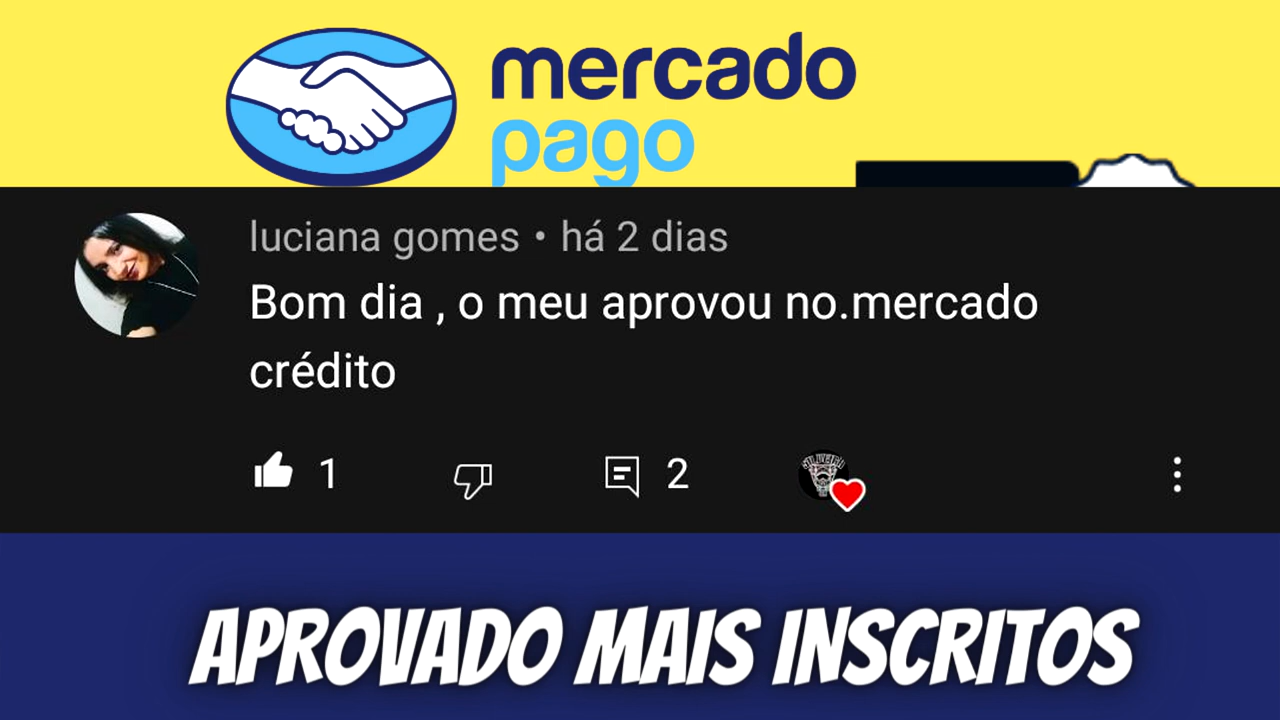 mercado
pago
luciana gomes • há 2 dias
Bom dia , o meu aprovou no.mercado
crédito
1 2
APROVADO MAIS INSCRITOS